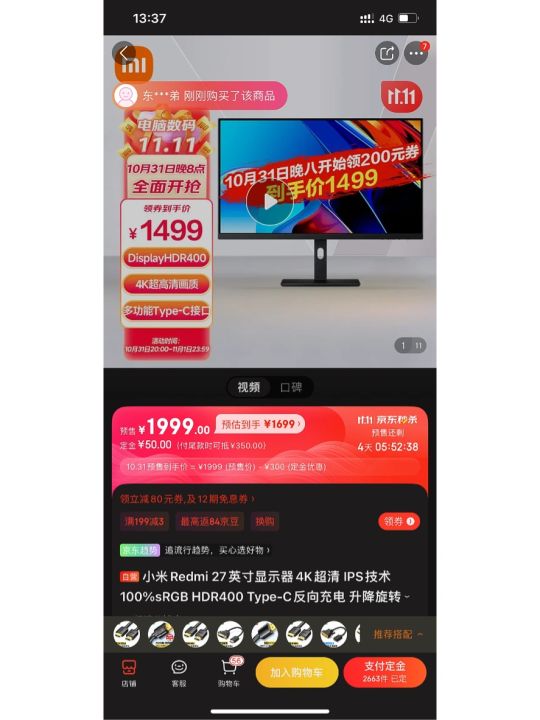 13:37
4G
7
mi
东***弟 刚刚购买了该商品
11.11
电脑数码
11.11
10月31日晚8点
全面开抢
领券到手价
¥1499
DisplayHDR400
4K超高清画质
多功能Type-C接口
活动时间:
10月31日20:00-11月1日23:59
10月31日晚八开始领200元券
到手价1499
1 11
视频 口碑
预售 ¥1999.00 预估到手 ¥1699 ›
定金 ¥50.00 (付尾款时可抵¥350.00)
10.31预售到手价 = ¥1999 (预售价) - ¥300 (定金优惠)
11.11 京东秒杀
预售还剩
4天 05:52:38
领立减80元券,及12期免息券 ›
满199减3 最高返84京豆 换购 领券
京东趋势 追流行趋势，买心选好物 ›
自营 小米Redmi 27英寸显示器 4K超清 IPS技术
100%sRGB HDR400 Type-C反向充电 升降旋转
推荐搭配
店铺 客服 购物车 56 加入购物车 支付定金
2663件 已定